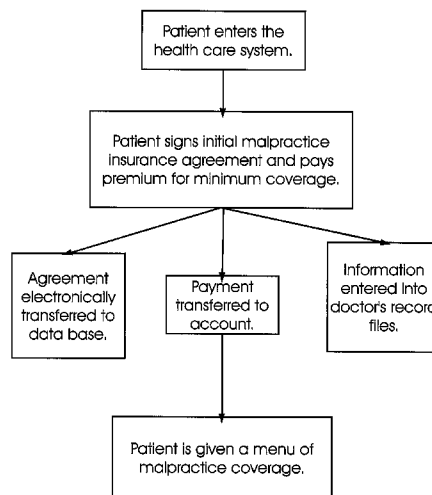 Patient enters the
health care system.
Patient signs initial malpractice
insurance agreement and pays
premium for minimum coverage.
Agreement
electronically
transferred to
data base.
Payment
transferred to
account.
Information
entered into
doctor's record
files.
Patient is given a menu of
malpractice coverage.